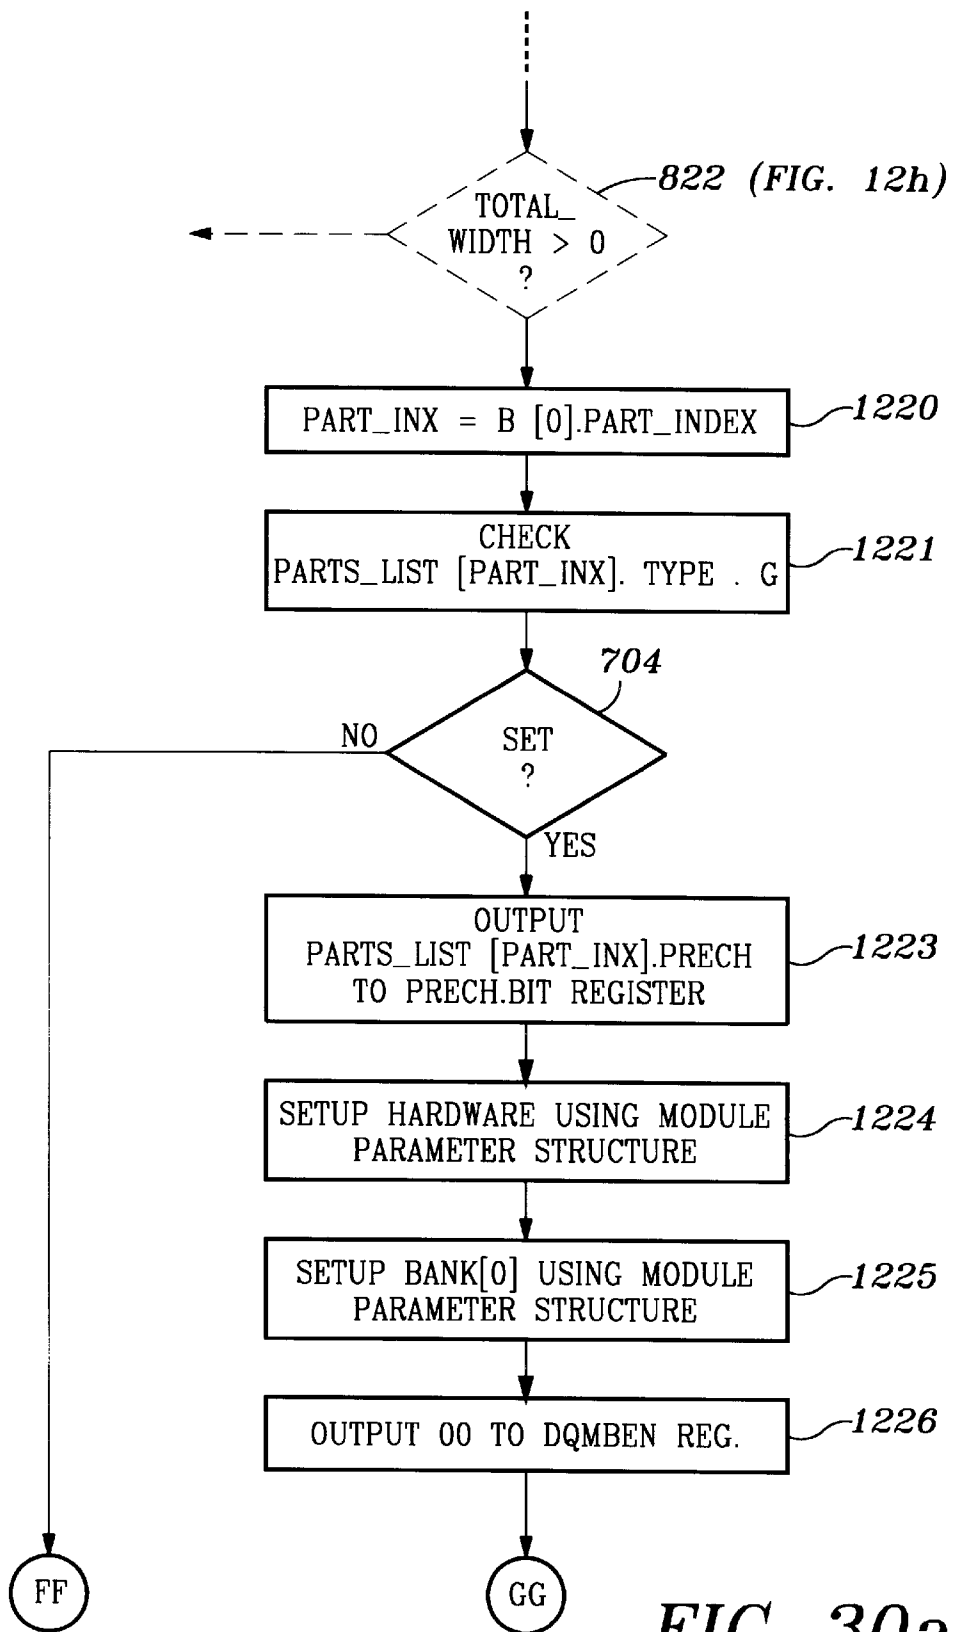 822 (FIG. 12h)
TOTAL_
WIDTH > 0
?
PART_INX = B [0].PART_INDEX
1220
CHECK
PARTS_LIST [PART_INX]. TYPE . G
1221
704
NO
SET
?
YES
OUTPUT
PARTS_LIST [PART_INX].PRECH
TO PRECH.BIT REGISTER
1223
SETUP HARDWARE USING MODULE
PARAMETER STRUCTURE
1224
SETUP BANK[0] USING MODULE
PARAMETER STRUCTURE
1225
OUTPUT 00 TO DQMBEN REG.
1226
FF
GG
FIG. 30a